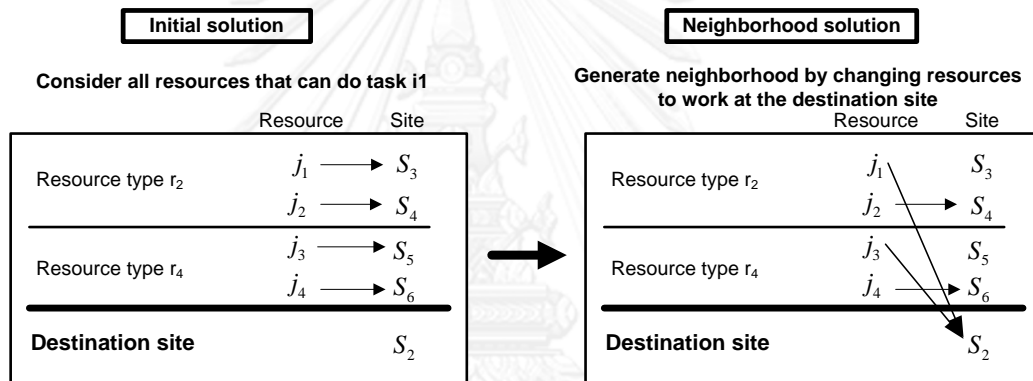 Initial solution
Consider all resources that can do task i1
Resource Site
Resource type r₂
j₁ S₃
j₂ S₄
Resource type r₄
j₃ S₅
j₄ S₆
Destination site S₂
Neighborhood solution
Generate neighborhood by changing resources
to work at the destination site
Resource Site
Resource type r₂
j₁ S₃
j₂ S₄
Resource type r₄
j₃ S₅
j₄ S₆
Destination site S₂